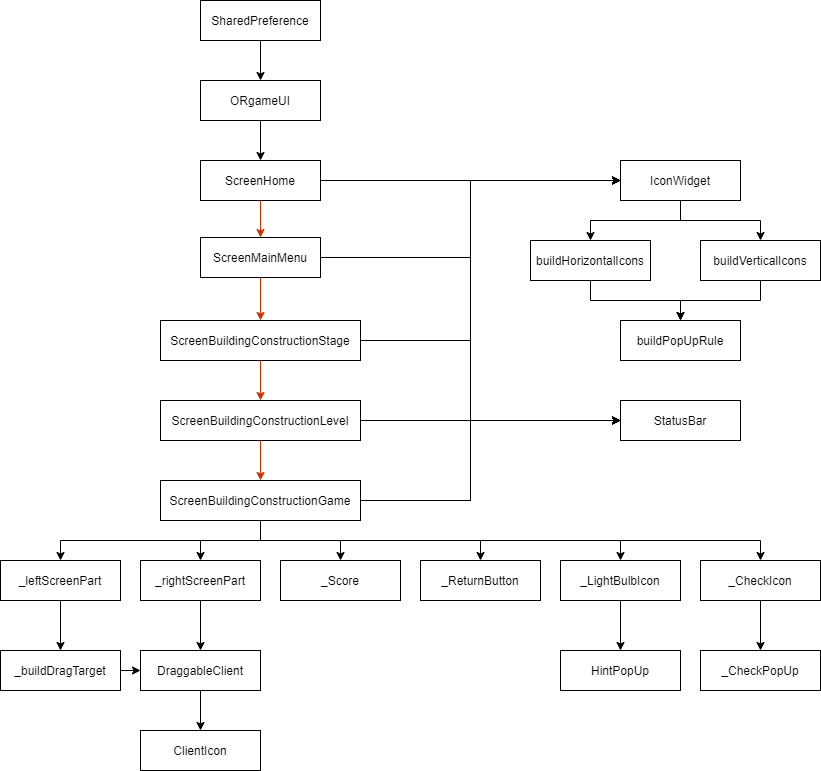 SharedPreference
ORgameUI
ScreenHome
IconWidget
ScreenMainMenu
buildHorizontalIcons
buildVerticalIcons
ScreenBuildingConstructionStage
buildPopUpRule
ScreenBuildingConstructionLevel
StatusBar
ScreenBuildingConstructionGame
_leftScreenPart
_rightScreenPart
_Score
_ReturnButton
_LightBulbIcon
_CheckIcon
_buildDragTarget
DraggableClient
HintPopUp
_CheckPopUp
ClientIcon